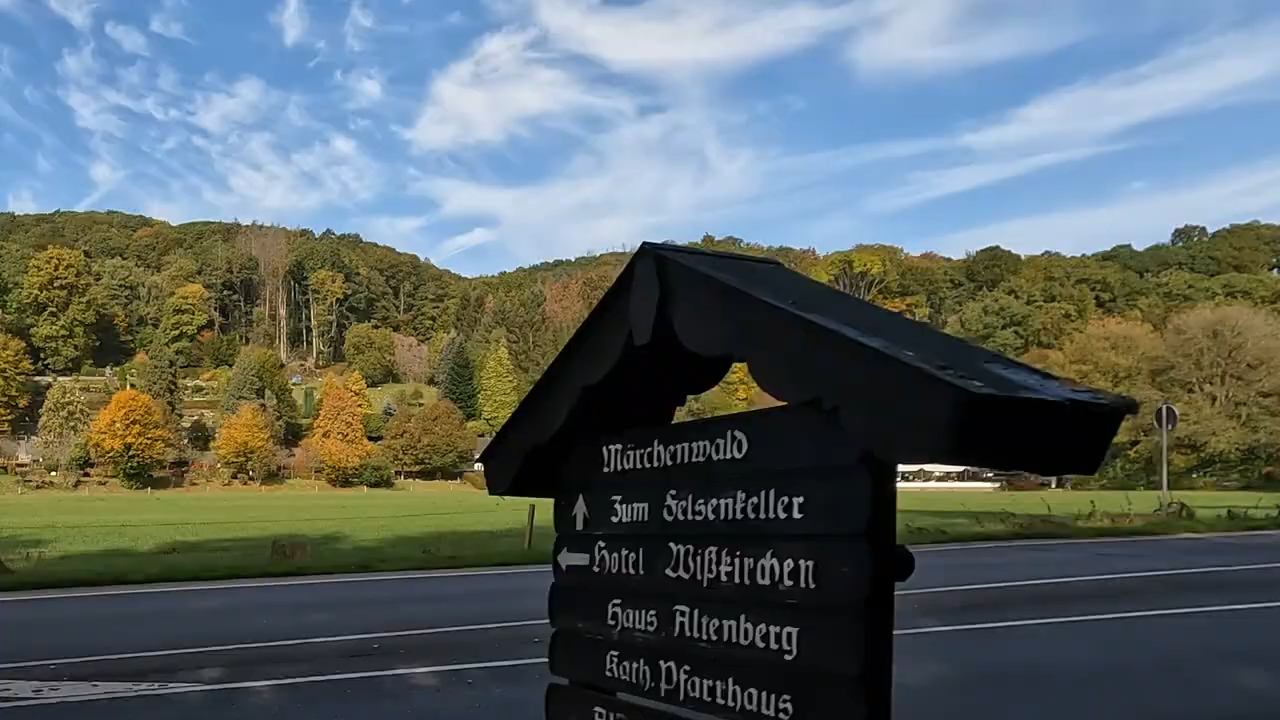 Märchenwald
Zum Felsenkeller
Hotel Wißkirchen
Haus Altenberg
Kath. Pfarrhaus